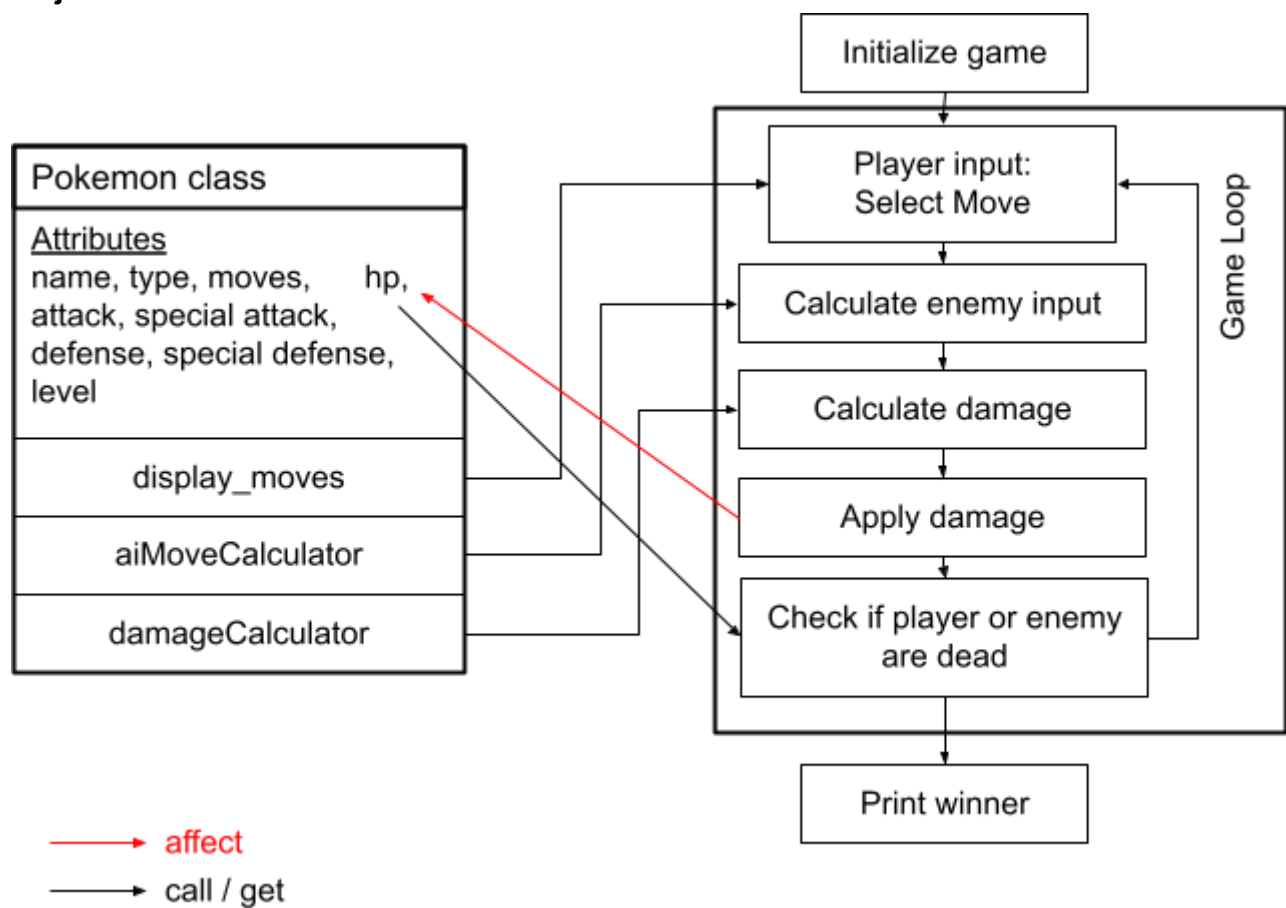 Initialize game
Pokemon class
Attributes
name, type, moves, hp,
attack, special attack,
defense, special defense,
level
display_moves
aiMoveCalculator
damageCalculator
Player input:
Select Move
Calculate enemy input
Calculate damage
Apply damage
Check if player or enemy
are dead
Game Loop
Print winner
affect
call / get